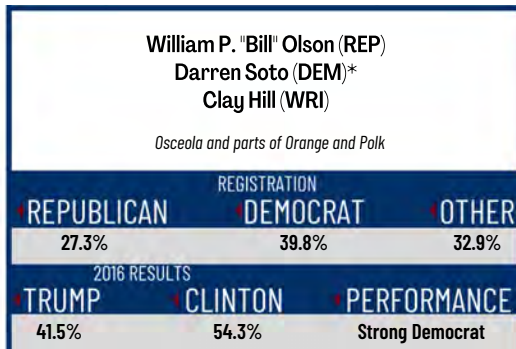 William P. "Bill" Olson (REP)
Darren Soto (DEM)*
Clay Hill (WRI)
Osceola and parts of Orange and Polk
REGISTRATION
REPUBLICAN DEMOCRAT OTHER
27.3% 39.8% 32.9%
2016 RESULTS
TRUMP CLINTON PERFORMANCE
41.5% 54.3% Strong Democrat